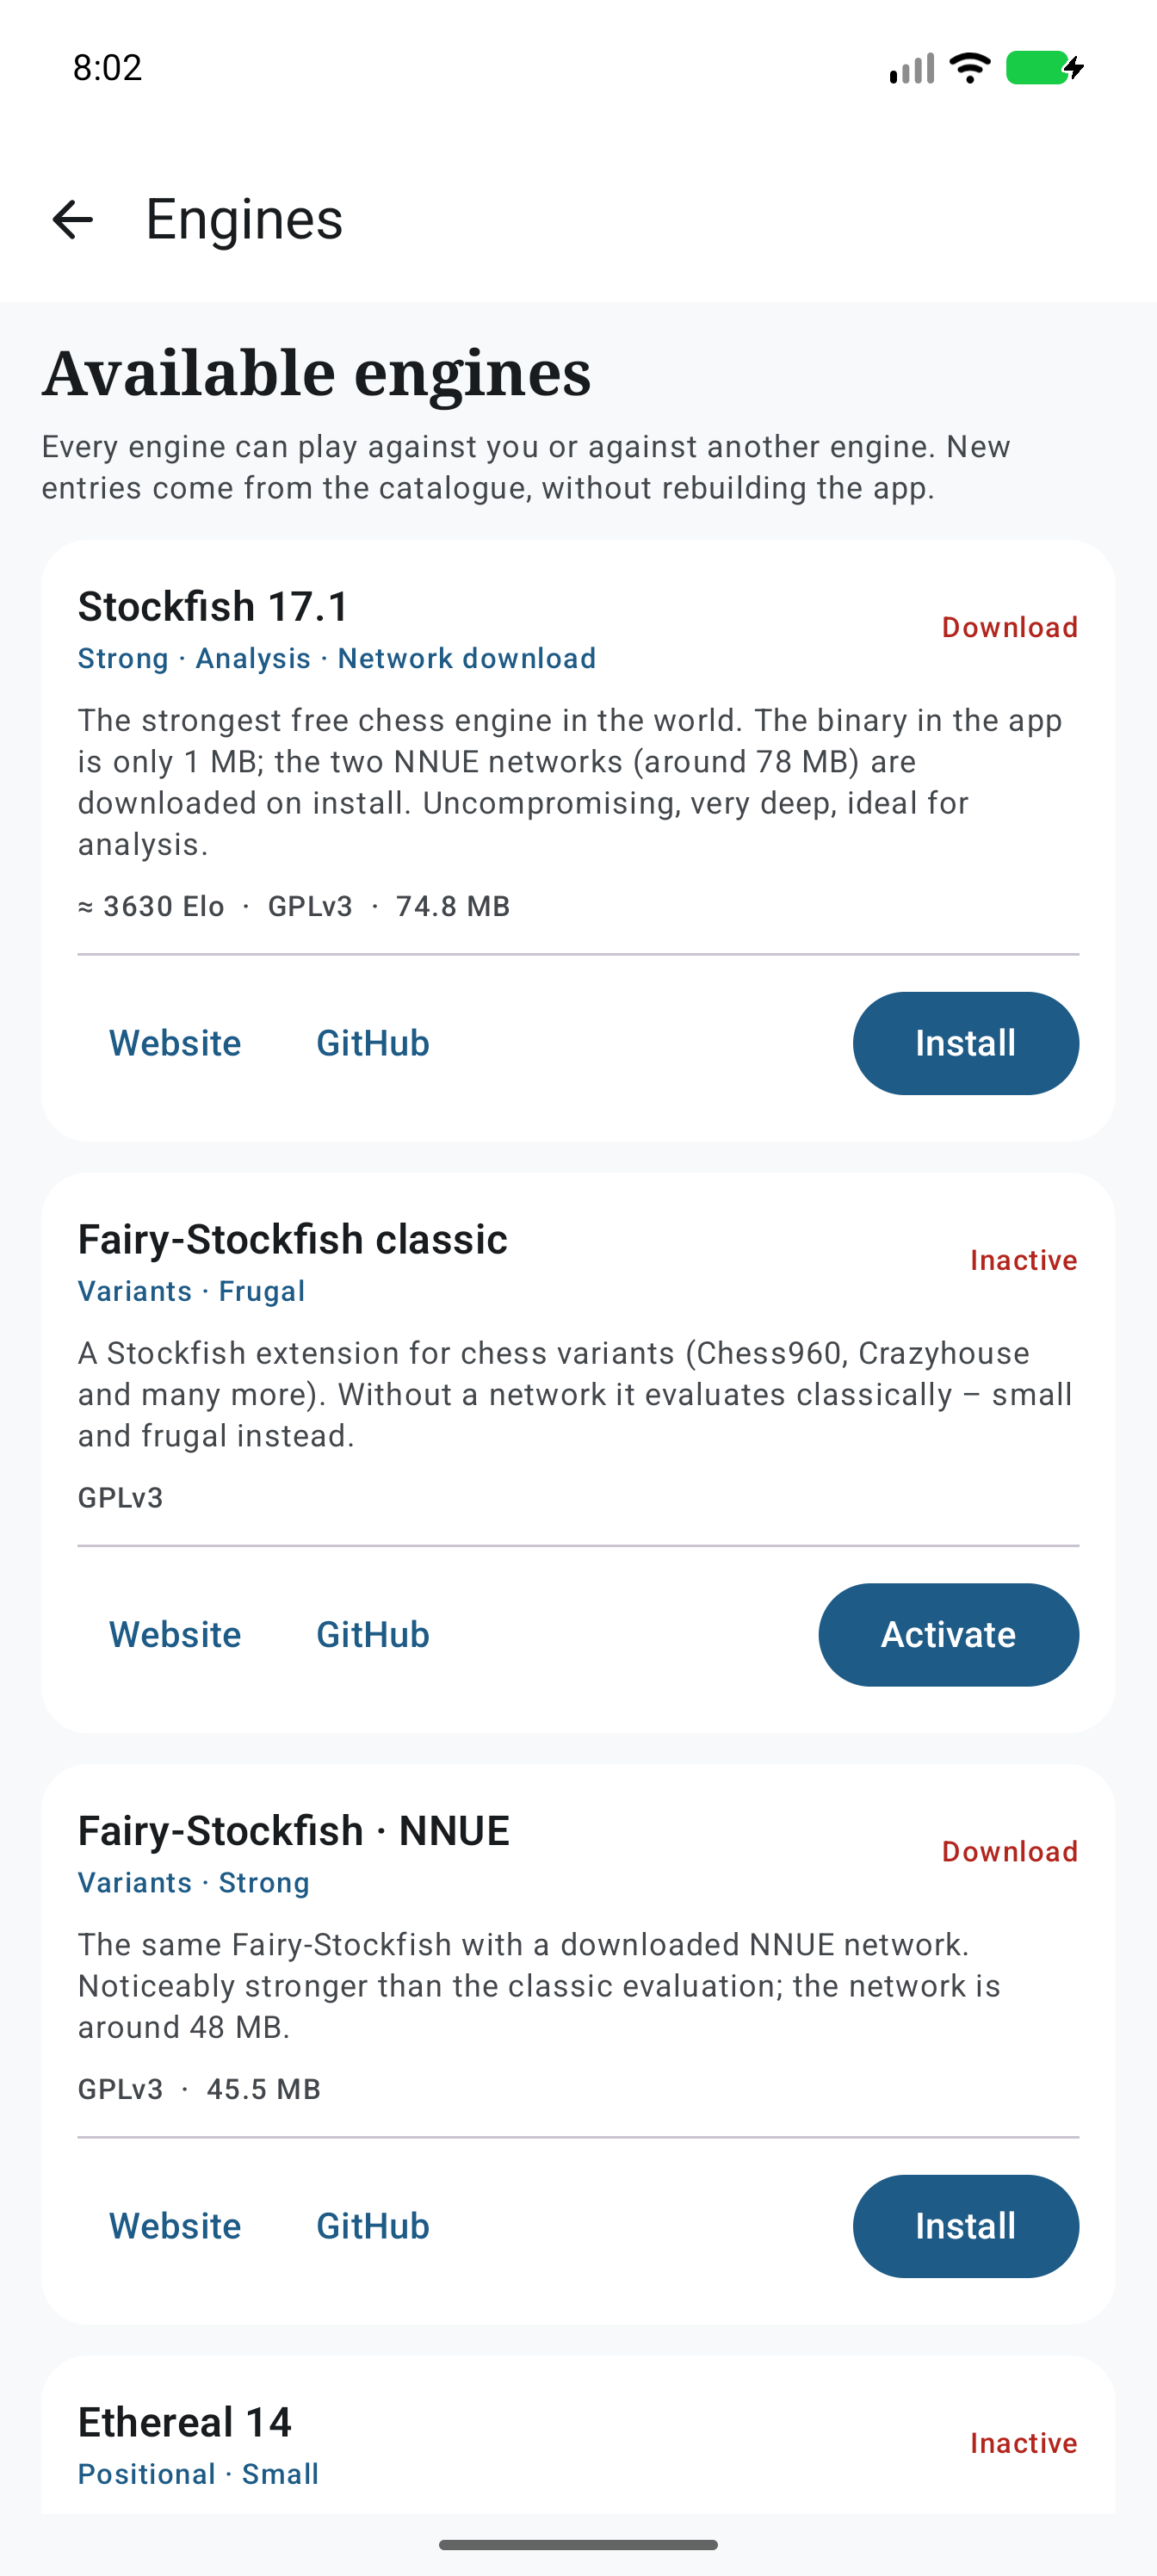 8:02
Engines
Available engines
Every engine can play against you or against another engine. New
entries come from the catalogue, without rebuilding the app.
Stockfish 17.1
Download
Strong · Analysis · Network download
The strongest free chess engine in the world. The binary in the app
is only 1 MB; the two NNUE networks (around 78 MB) are
downloaded on install. Uncompromising, very deep, ideal for
analysis.
≈ 3630 Elo · GPLv3 · 74.8 MB
Website GitHub Install
Fairy-Stockfish classic
Inactive
Variants · Frugal
A Stockfish extension for chess variants (Chess960, Crazyhouse
and many more). Without a network it evaluates classically – small
and frugal instead.
GPLv3
Website GitHub Activate
Fairy-Stockfish · NNUE
Download
Variants · Strong
The same Fairy-Stockfish with a downloaded NNUE network.
Noticeably stronger than the classic evaluation; the network is
around 48 MB.
GPLv3 · 45.5 MB
Website GitHub Install
Ethereal 14
Inactive
Positional · Small